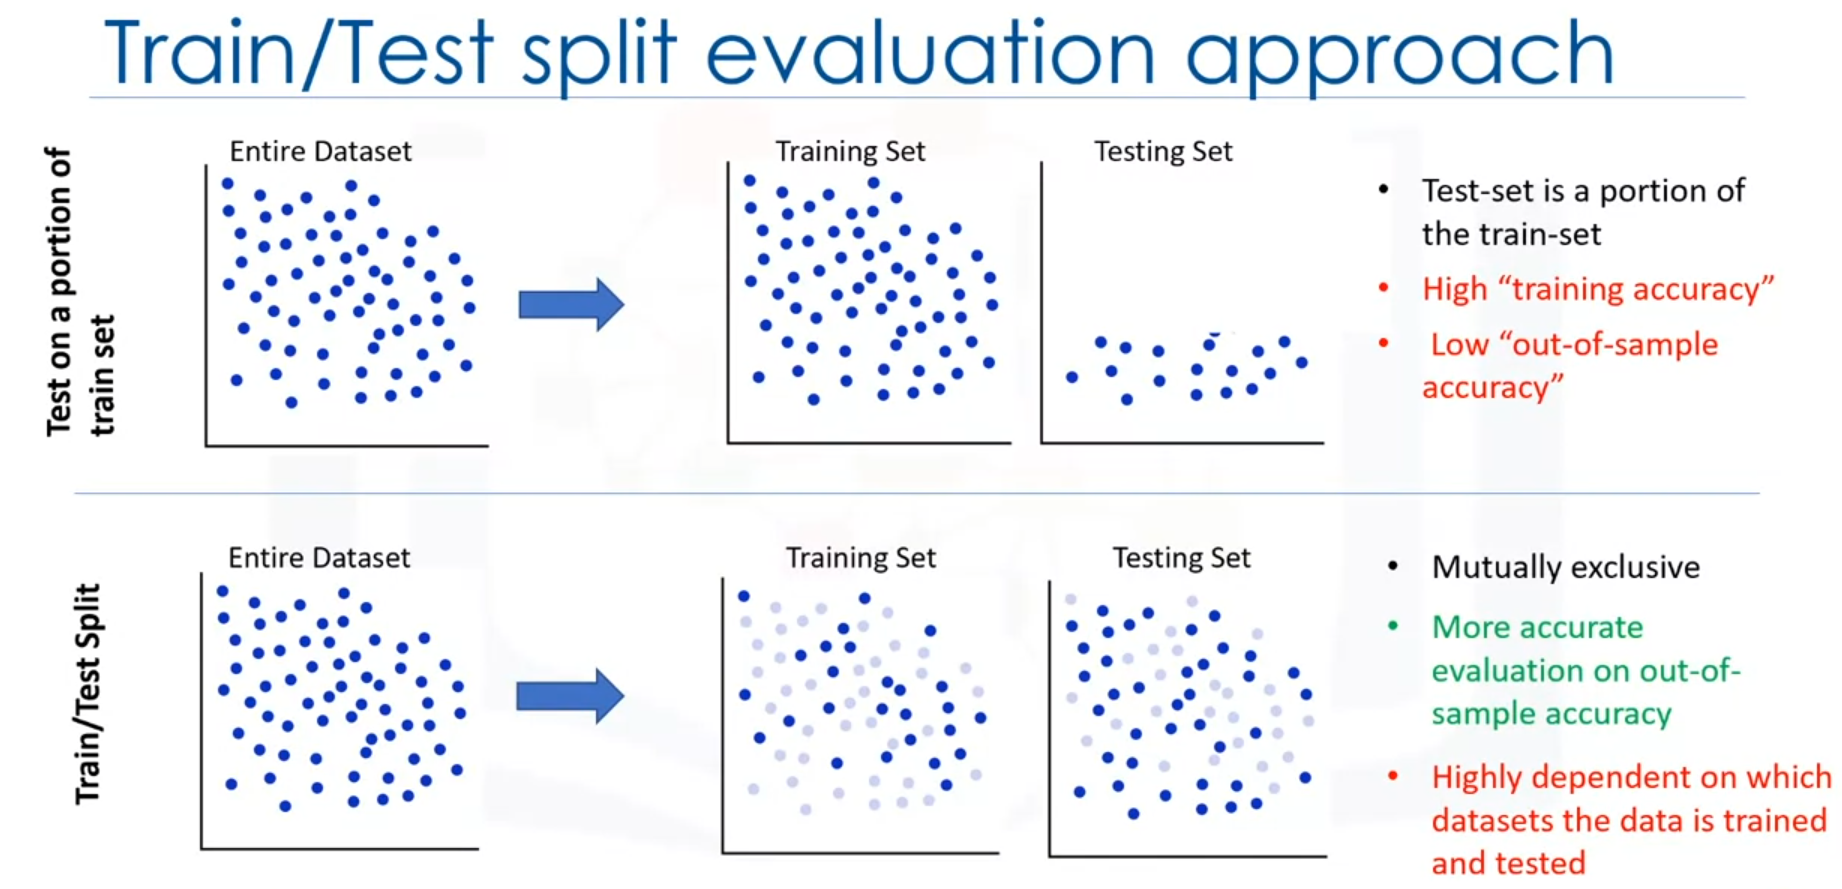 Train/Test split evaluation approach
Test on a portion of
train set
Entire Dataset
Training Set
Testing Set
• Test-set is a portion of
the train-set
• High “training accuracy”
• Low “out-of-sample
accuracy”
Train/Test Split
Entire Dataset
Training Set
Testing Set
• Mutually exclusive
• More accurate
evaluation on out-of-
sample accuracy
• Highly dependent on which
datasets the data is trained
and tested